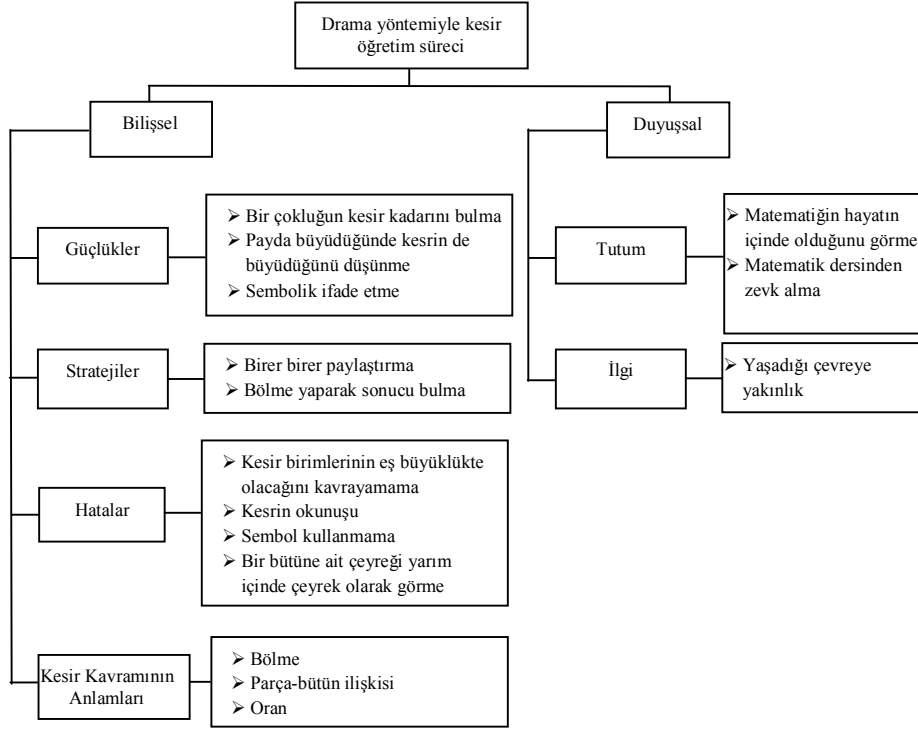 Drama yöntemiyle kesir
öğretim süreci
Bilişsel
Duyuşsal
Güçlükler
➢ Bir çokluğun kesir kadarını bulma
➢ Payda büyüdüğünde kesrin de
büyüdüğünü düşünme
➢ Sembolik ifade etme
Tutum
➢ Matematiğin hayatın
içinde olduğunu görme
➢ Matematik dersinden
zevk alma
Stratejiler
➢ Birer birer paylaştırma
➢ Bölme yaparak sonucu bulma
İlgi
➢ Yaşadığı çevreye
yakınlık
Hatalar
➢ Kesir birimlerinin eş büyüklükte
olacağını kavrayamama
➢ Kesrin okunuşu
➢ Sembol kullanmama
➢ Bir bütüne ait çeyreği yarım
içinde çeyrek olarak görme
Kesir Kavramının
Anlamları
➢ Bölme
➢ Parça-bütün ilişkisi
➢ Oran